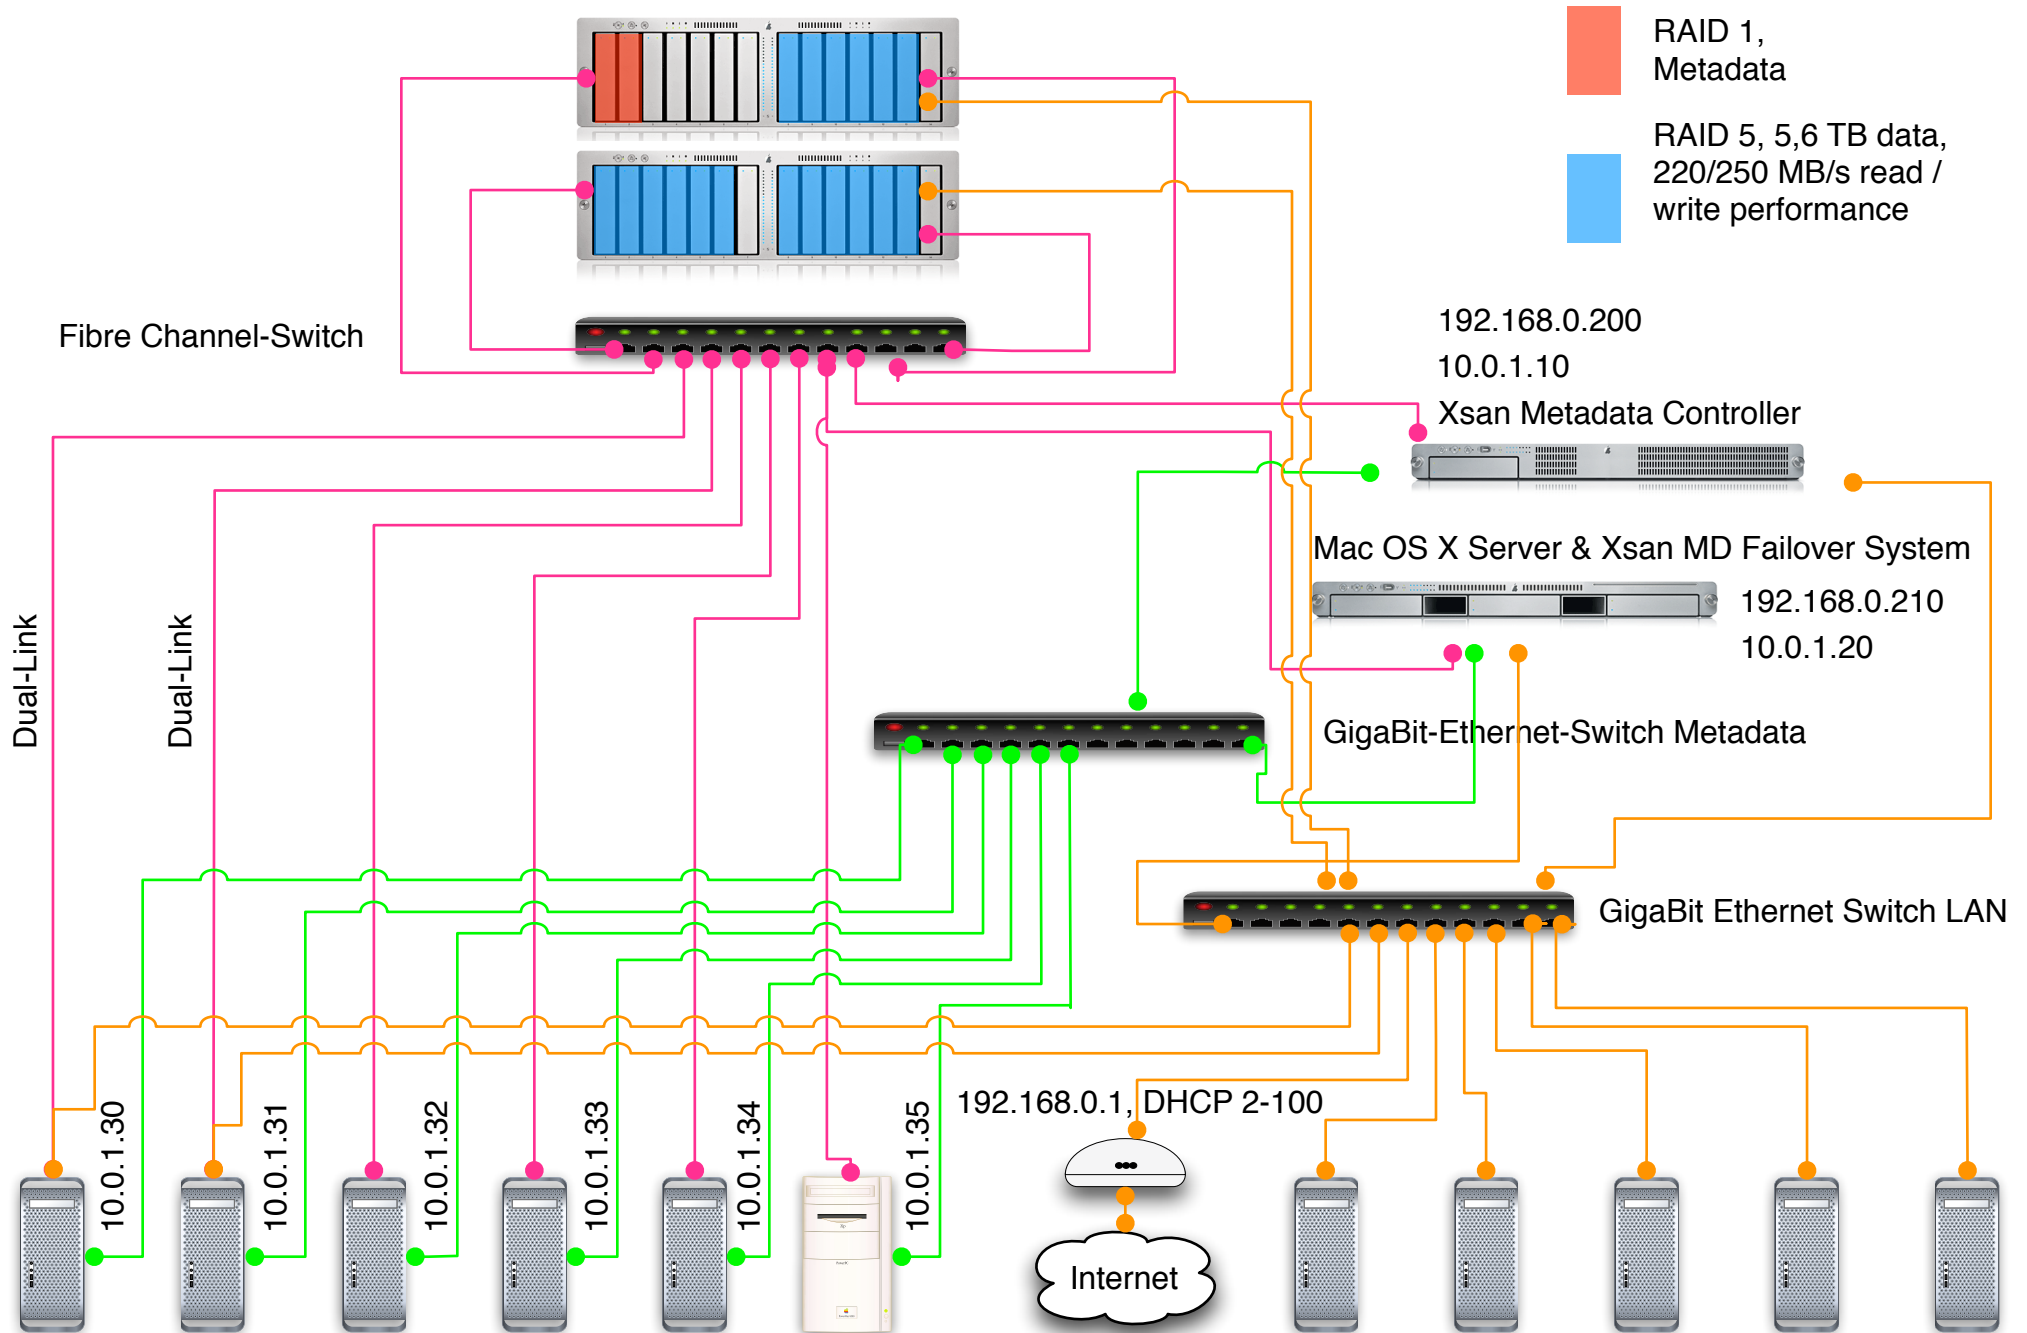 RAID 1,
Metadata
RAID 5, 5,6 TB data,
220/250 MB/s read /
write performance
Fibre Channel-Switch
192.168.0.200
10.0.1.10
Xsan Metadata Controller
Mac OS X Server & Xsan MD Failover System
192.168.0.210
10.0.1.20
Dual-Link
Dual-Link
GigaBit-Ethernet-Switch Metadata
GigaBit Ethernet Switch LAN
192.168.0.1, DHCP 2-100
10.0.1.30
10.0.1.31
10.0.1.32
10.0.1.33
10.0.1.34
10.0.1.35
Internet